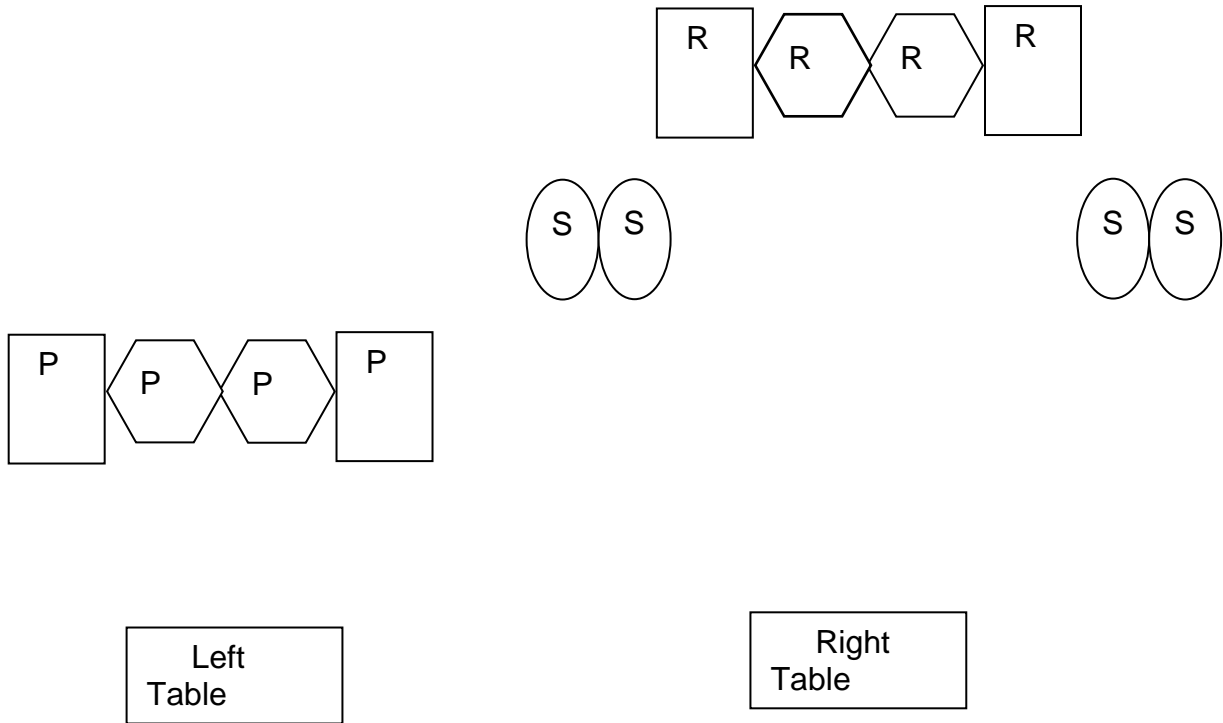 R R R R
S S S S
P P P P
Left
Table
Right
Table